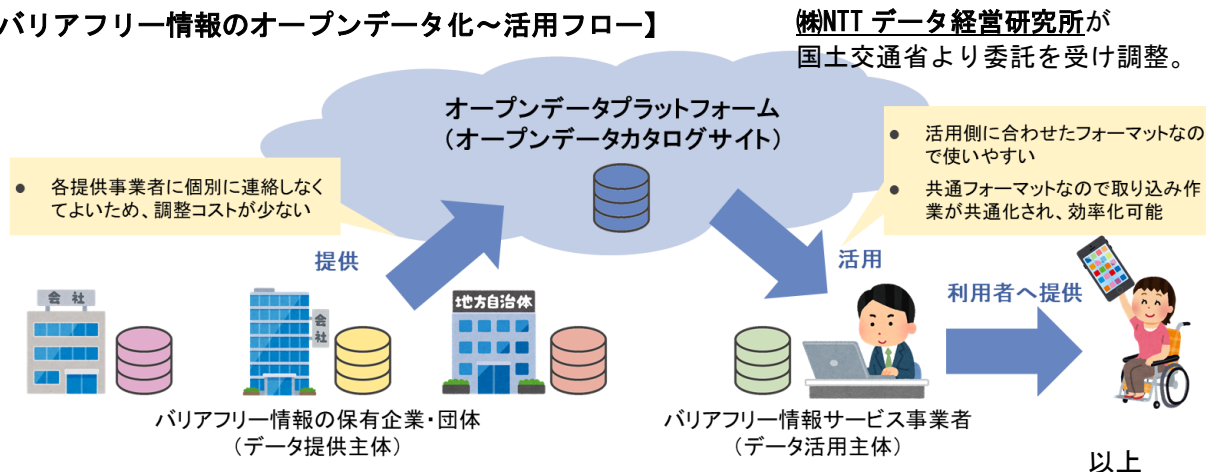 バリアフリー情報のオープンデータ化～活用フロー】
㈱NTT データ経営研究所が
国土交通省より委託を受け調整。
オープンデータプラットフォーム
（オープンデータカタログサイト）
● 各提供事業者に個別に連絡しなく
てよいため、調整コストが少ない
● 活用側に合わせたフォーマットなの
で使いやすい
● 共通フォーマットなので取り込み作
業が共通化され、効率化可能
提供
活用
利用者へ提供
会社
会社
地方自治体
バリアフリー情報の保有企業・団体
（データ提供主体）
バリアフリー情報サービス事業者
（データ活用主体）
以上